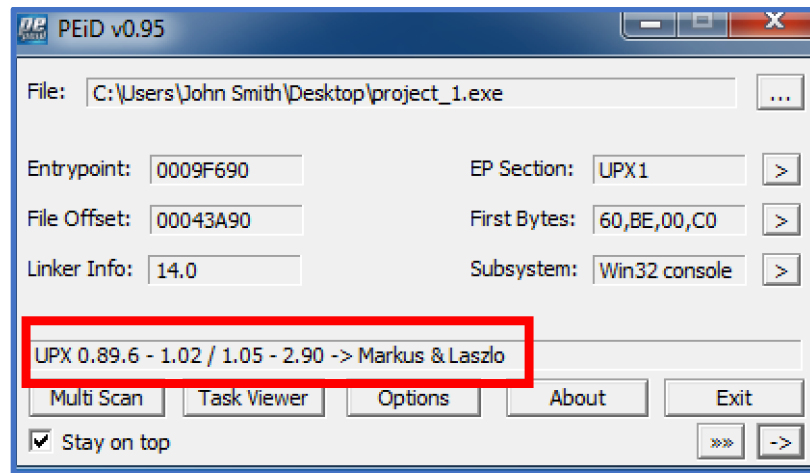 PEiD v0.95
File: C:\Users\John Smith\Desktop\project_1.exe ...
Entrypoint: 0009F690 EP Section: UPX1 >
File Offset: 00043A90 First Bytes: 60,BE,00,C0 >
Linker Info: 14.0 Subsystem: Win32 console >
UPX 0.89.6 - 1.02 / 1.05 - 2.90 -> Markus & Laszlo
Multi Scan Task Viewer Options About Exit
Stay on top »» ->